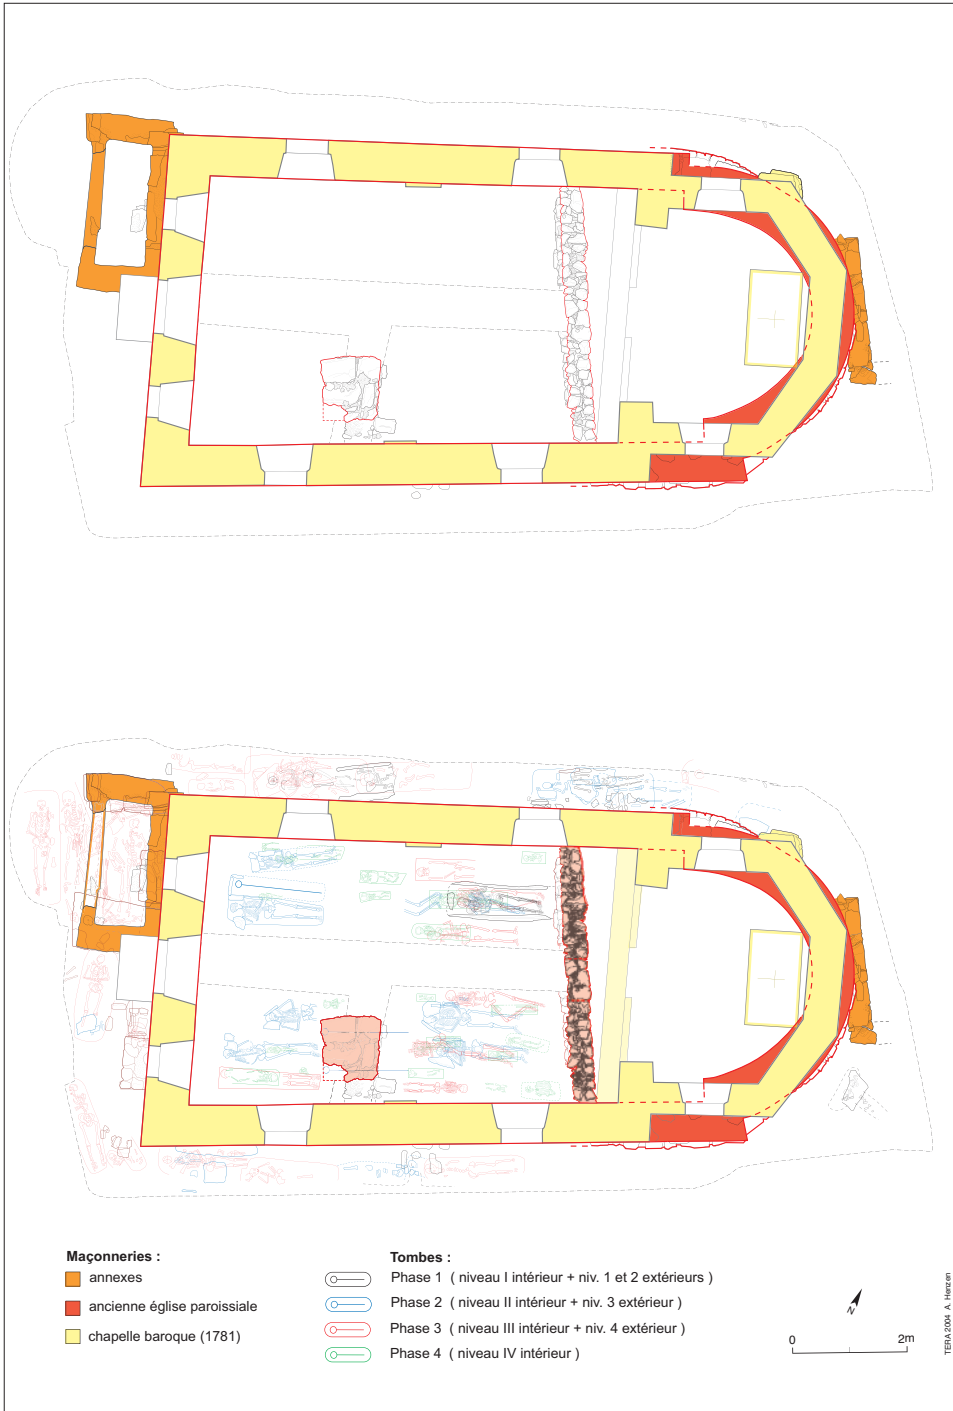 Maçonneries :
annexes
ancienne église paroissiale
chapelle baroque (1781)
Tombes :
Phase 1 ( niveau I intérieur + niv. 1 et 2 extérieurs )
Phase 2 ( niveau II intérieur + niv. 3 extérieur )
Phase 3 ( niveau III intérieur + niv. 4 extérieur )
Phase 4 ( niveau IV intérieur )
N
0 2m
TERA 2004 A. Henzen